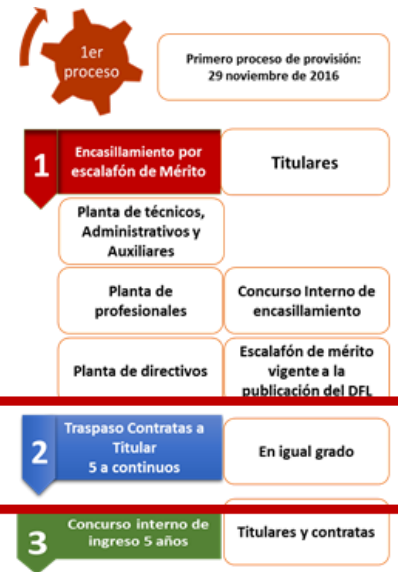 1er
proceso
Primero proceso de provisión:
29 noviembre de 2016
1
Encasillamiento por
escalafón de Mérito
Titulares
Planta de técnicos,
Administrativos y
Auxiliares
Planta de
profesionales
Concurso Interno de
encasillamiento
Planta de directivos
Escalafón de mérito
vigente a la
publicación del DFL
2
Traspaso Contratas a
Titular
5 a continuos
En igual grado
3
Concurso interno de
ingreso 5 años
Titulares y contratas